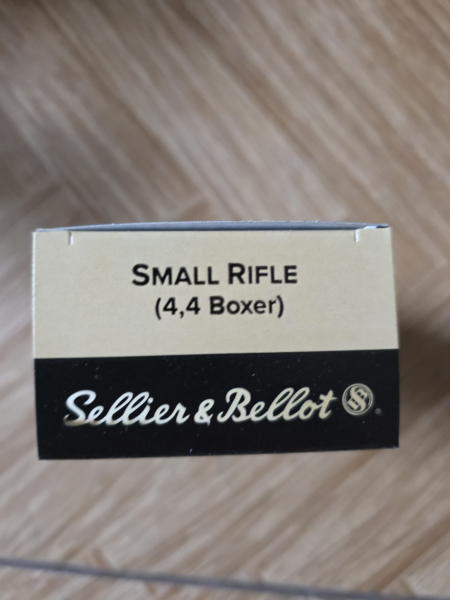 SMALL RIFLE
(4,4 Boxer)
Sellier & Bellot